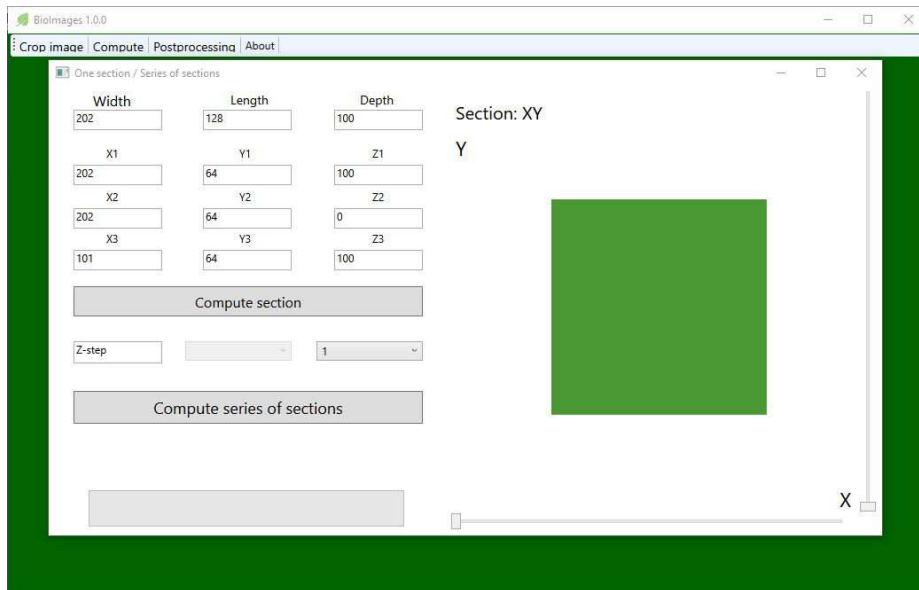 BioImages 1.0.0
Crop image Compute Postprocessing About
One section / Series of sections
Width Length Depth
202 128 100
X1 Y1 Z1
202 64 100
X2 Y2 Z2
202 64 0
X3 Y3 Z3
101 64 100
Compute section
Z-step 1
Compute series of sections
Section: XY
Y
X